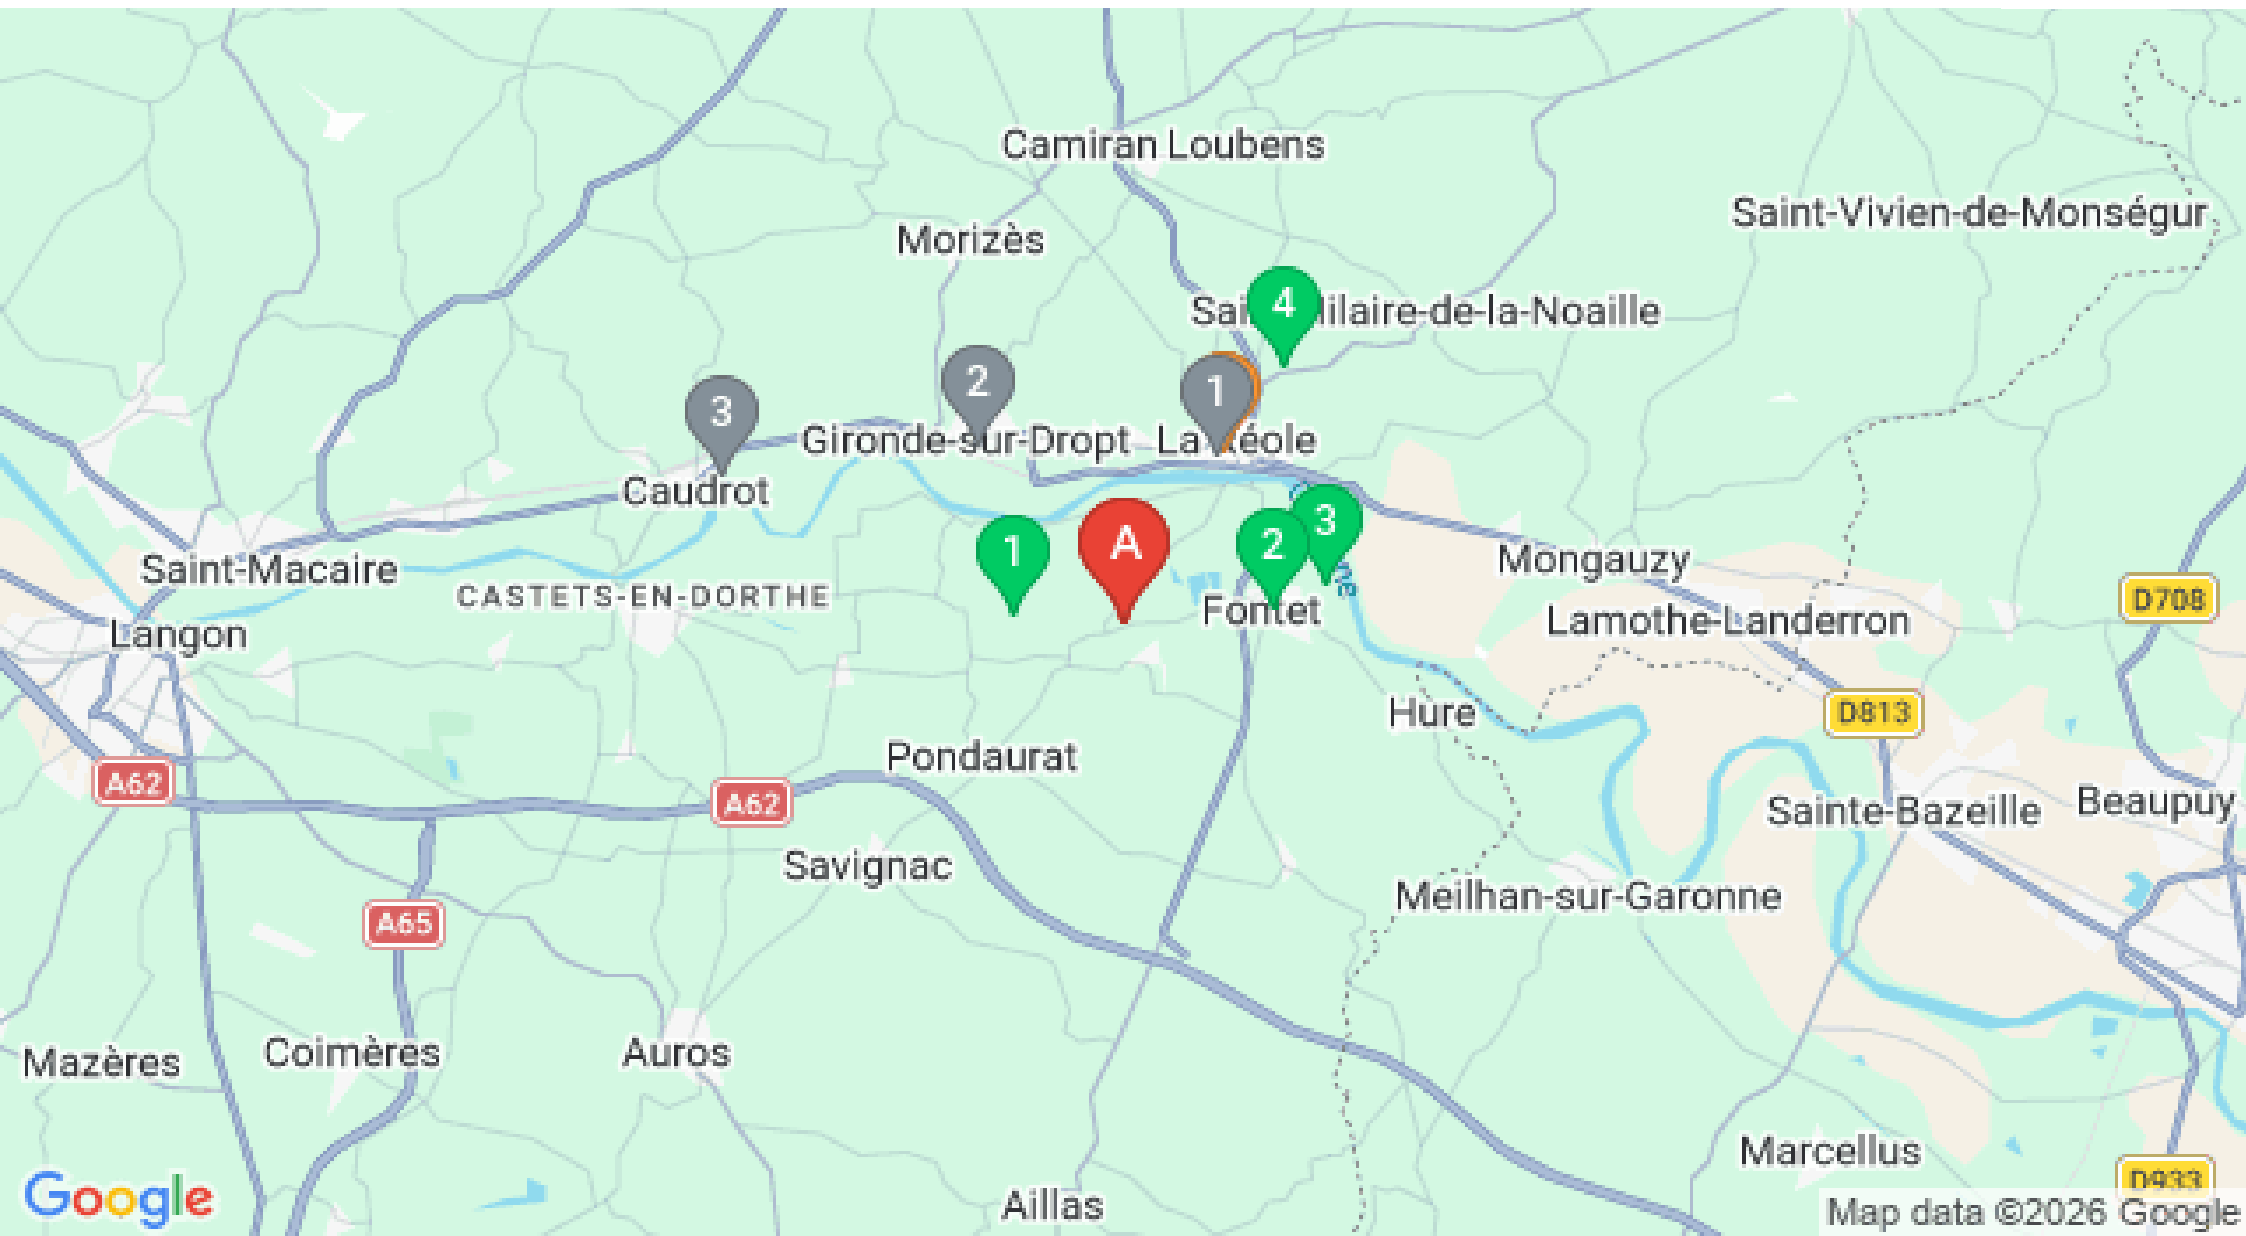 Camiran Loubens
Saint-Vivien-de-Monségur
Morizès
4
Sai ilaire-de-la-Noaille
3
2
1
Gironde-sur-Dropt
La éole
Caudrot
1
A
2
3
Saint-Macaire
CASTETS-EN-DORTHE
Fontet
Mongauzy
D708
Lamothe-Landerron
Langon
Hure
D813
Pondaurat
A62
A62
Sainte-Bazeille
Beaupuy
Savignac
Meilhan-sur-Garonne
A65
Mazères
Coimères
Auros
Marcellus
D933
Aillas
Google
Map data ©2026 Google